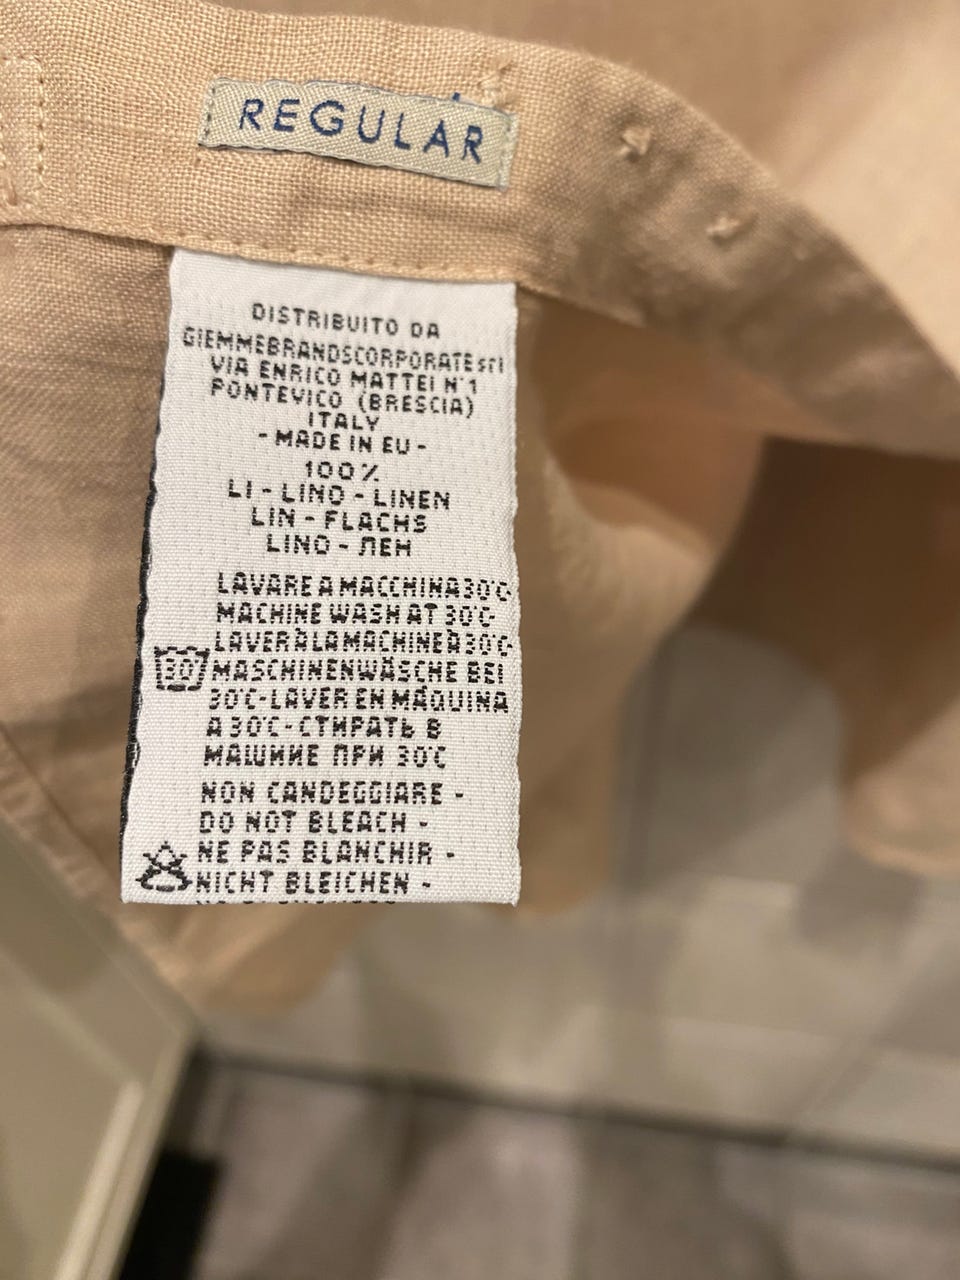 REGULAR
DISTRIBUITO DA
GIEMMEBRANDSCORPORATE srl
VIA ENRICO MATTEI N°1
PONTEVICO (BRESCIA)
ITALY
- MADE IN EU -
100%
LI - LINO - LINEN
LIN - FLACHS
LINO - ЛЕН
LAVARE A MACCHINA 30°C-
MACHINE WASH AT 30°C-
LAVER À LA MACHINE À 30°C-
30° MASCHINENWÄSCHE BEI
30°C-LAVER EN MÁQUINA
A 30°C-СТИРАТЬ В
МАШИНЕ ПРИ 30°C
NON CANDEGGIARE -
DO NOT BLEACH -
NE PAS BLANCHIR -
NICHT BLEICHEN -